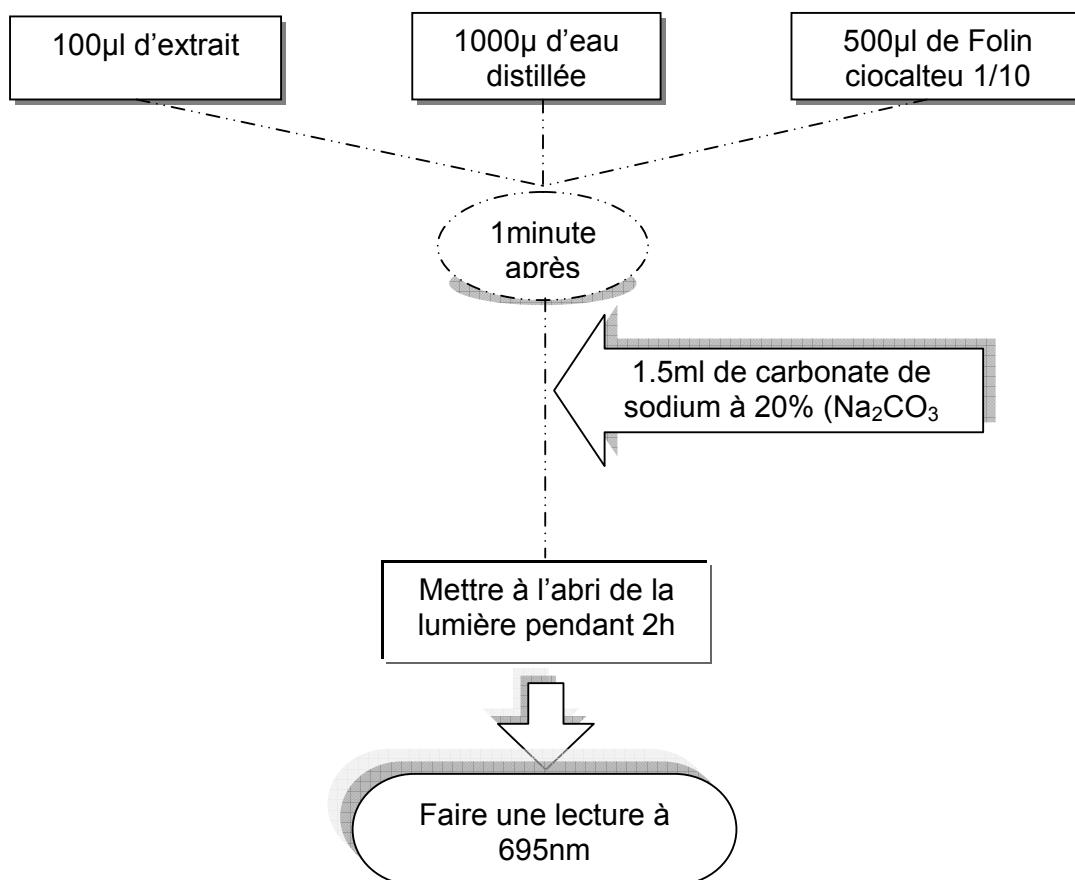 100µl d’extrait
1000µ d’eau
distillée
500µl de Folin
ciocalteu 1/10
1minute
après
1.5ml de carbonate de
sodium à 20% (Na₂CO₃
Mettre à l’abri de la
lumière pendant 2h
Faire une lecture à
695nm